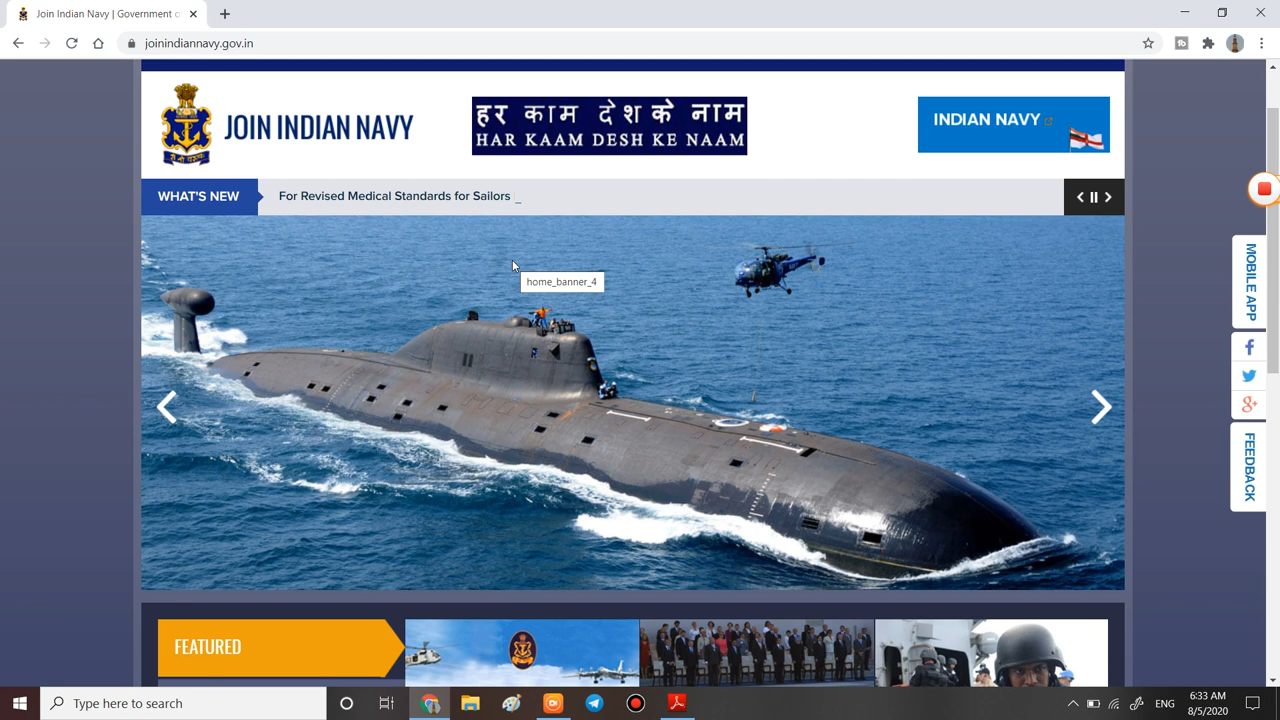 Join Indian Navy | Government o
joinindiannavy.gov.in
JOIN INDIAN NAVY
हर काम देश के नाम
HAR KAAM DESH KE NAAM
INDIAN NAVY
WHAT'S NEW
For Revised Medical Standards for Sailors _
home_banner_4
MOBILE APP
FEEDBACK
FEATURED
Type here to search
ENG
6:33 AM
8/5/2020